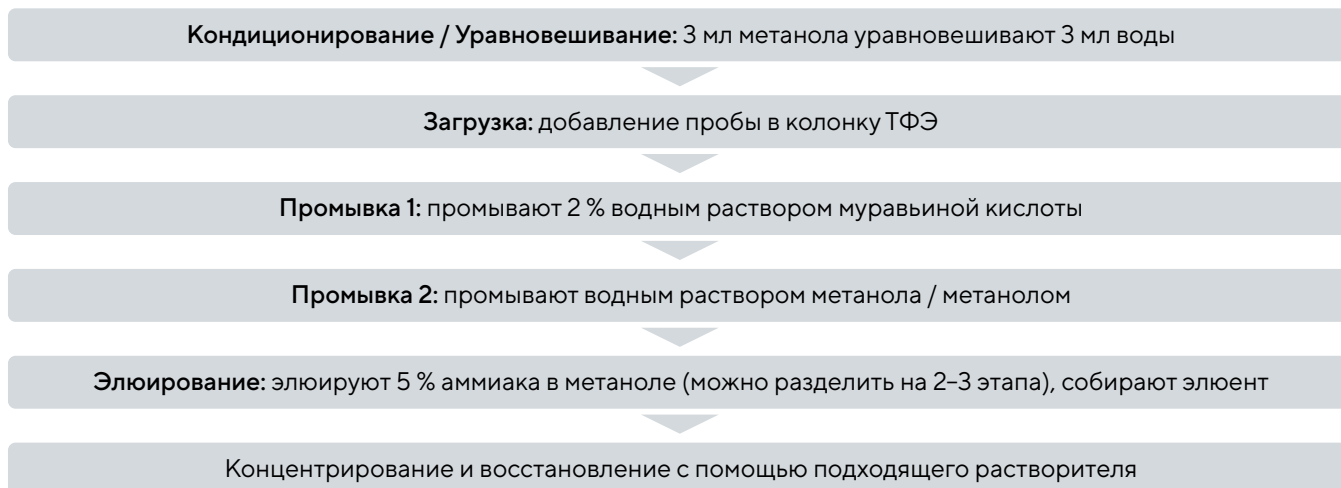 Кондиционирование / Уравновешивание: 3 мл метанола уравновешивают 3 мл воды
Загрузка: добавление пробы в колонку ТФЭ
Промывка 1: промывают 2 % водным раствором муравьиной кислоты
Промывка 2: промывают водным раствором метанола / метанолом
Элюирование: элюируют 5 % аммиака в метаноле (можно разделить на 2–3 этапа), собирают элюент
Концентрирование и восстановление с помощью подходящего растворителя